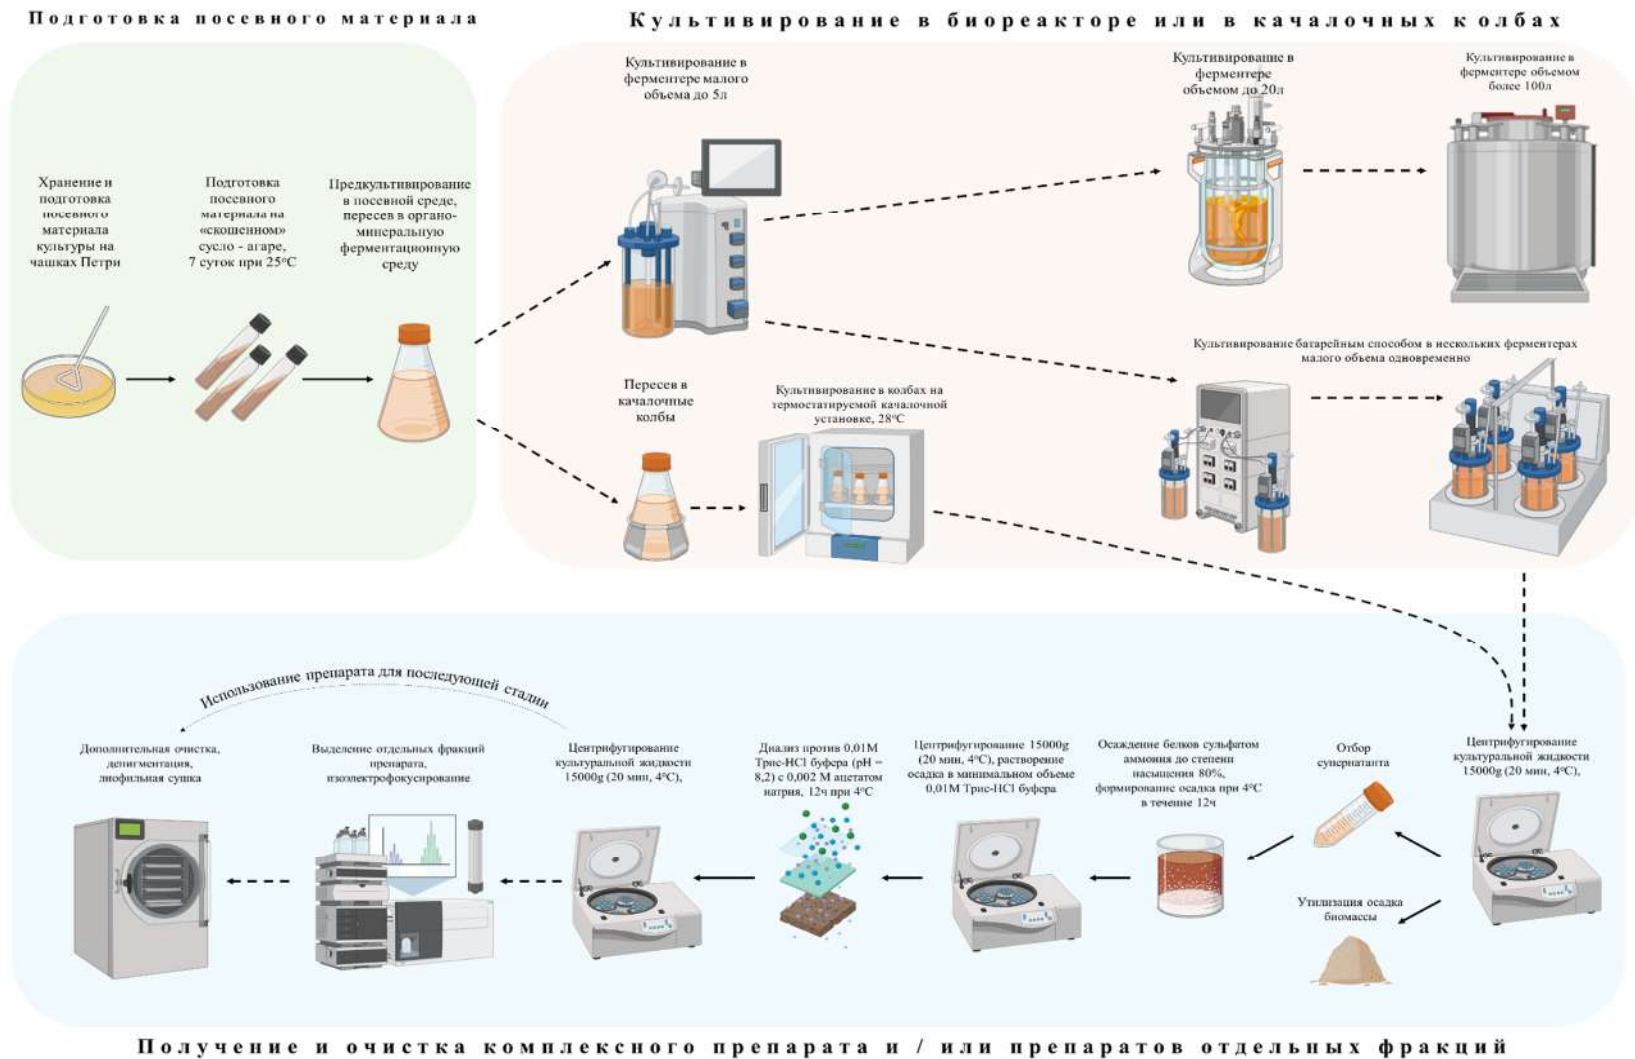 Подготовка посевного материала
Культивирование в биореакторе или в качалочных колбах
Хранение и
подготовка
посевного
материала
культуры на
чашках Петри
Подготовка
посевного
материала на
«скошенном»
сусло - агаре,
7 суток при 25°C
Предкультивирование
в посевной среде,
пересев в органо-
минеральную
ферментационную
среду
Культивирование в
ферментере малого
объема до 5л
Культивирование в
ферментере
объемом до 20л
Культивирование в
ферментере объемом
более 100л
Культивирование батарейным способом в нескольких ферментерах
малого объема одновременно
Пересев в
качалочные
колбы
Культивирование в колбах на
термостатируемой качалочной
установке, 28°C
Использование препарата для последующей стадии
Дополнительная очистка,
депигментация,
лиофильная сушка
Выделение отдельных фракций
препарата,
изоэлектрофокусирование
Центрифугирование
культуральной жидкости
15000g (20 мин, 4°C),
Диализ против 0,01М
Трис-HCl буфера (pH =
8,2) с 0,002 М ацетатом
натрия, 12ч при 4°C
Центрифугирование 15000g
(20 мин, 4°C), растворение
осадка в минимальном объеме
0,01М Трис-HCl буфера
Осаждение белков сульфатом
аммония до степени
насыщения 80%,
формирование осадка при 4°C
в течение 12ч
Отбор
супернатанта
Утилизация осадка
биомассы
Центрифугирование
культуральной жидкости
15000g (20 мин, 4°C),
Получение и очистка комплексного препарата и / или препаратов отдельных фракций